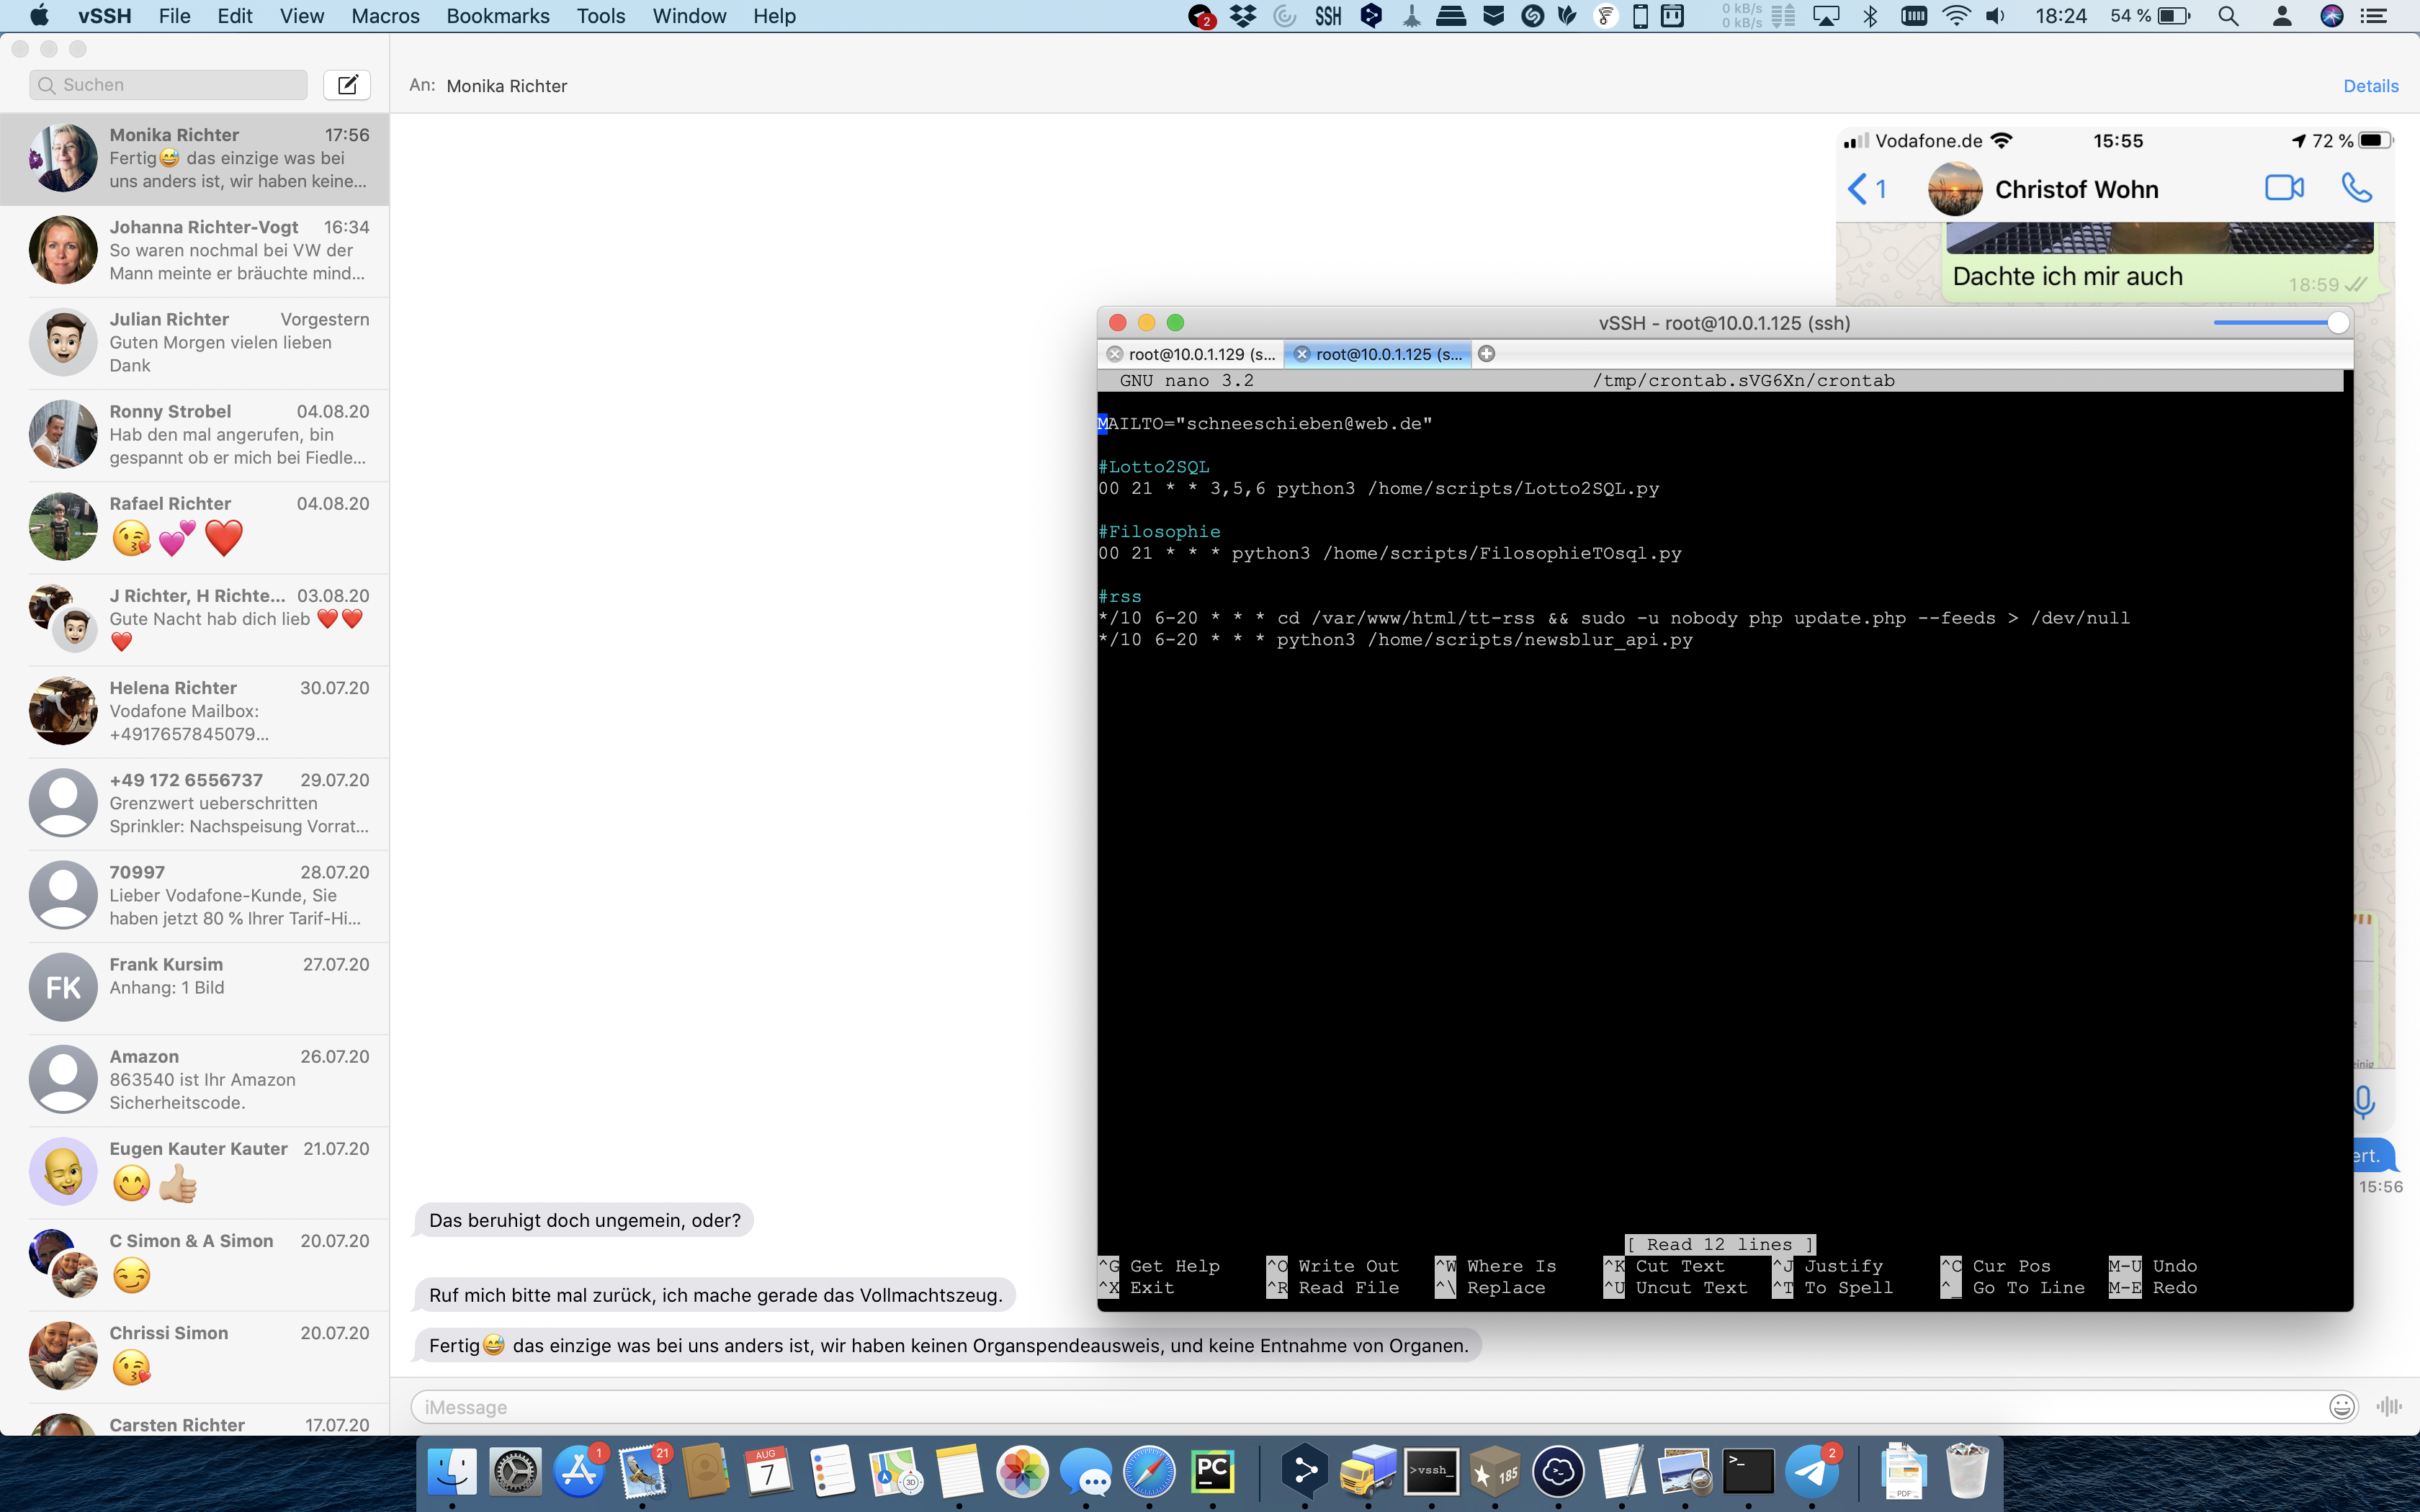 vSSH File Edit View Macros Bookmarks Tools Window Help
2 SSH 0 kB/s 0 kB/s 18:24 54 %
Suchen
An: Monika Richter
Details
Monika Richter 17:56
Fertig😅 das einzige was bei
uns anders ist, wir haben keine...
Johanna Richter-Vogt 16:34
So waren nochmal bei VW der
Mann meinte er bräuchte mind...
Julian Richter Vorgestern
Guten Morgen vielen lieben
Dank
Ronny Strobel 04.08.20
Hab den mal angerufen, bin
gespannt ob er mich bei Fiedle...
Rafael Richter 04.08.20
😘 💕 ❤️
J Richter, H Richte... 03.08.20
Gute Nacht hab dich lieb ❤️❤️
❤️
Helena Richter 30.07.20
Vodafone Mailbox:
+4917657845079...
+49 172 6556737 29.07.20
Grenzwert ueberschritten
Sprinkler: Nachspeisung Vorrat...
70997 28.07.20
Lieber Vodafone-Kunde, Sie
haben jetzt 80 % Ihrer Tarif-Hi...
FK
Frank Kursim 27.07.20
Anhang: 1 Bild
Amazon 26.07.20
863540 ist Ihr Amazon
Sicherheitscode.
Eugen Kauter Kauter 21.07.20
😋 👍🏼
C Simon & A Simon 20.07.20
😏
Chrissi Simon 20.07.20
😘
Carsten Richter 17.07.20
Vodafone.de 15:55 72 %
1 Christof Wohn
Dachte ich mir auch
18:59
vSSH - root@10.0.1.125 (ssh)
root@10.0.1.129 (s... root@10.0.1.125 (s...
GNU nano 3.2 /tmp/crontab.sVG6Xn/crontab
MAILTO="schneeschieben@web.de"
#Lotto2SQL
00 21 * * 3,5,6 python3 /home/scripts/Lotto2SQL.py
#Filosophie
00 21 * * * python3 /home/scripts/FilosophieTOsql.py
#rss
*/10 6-20 * * * cd /var/www/html/tt-rss && sudo -u nobody php update.php --feeds > /dev/null
*/10 6-20 * * * python3 /home/scripts/newsblur_api.py
[ Read 12 lines ]
^G Get Help ^O Write Out ^W Where Is ^K Cut Text ^J Justify ^C Cur Pos M-U Undo
^X Exit ^R Read File ^\ Replace ^U Uncut Text ^T To Spell ^_ Go To Line M-E Redo
ert.
15:56
Das beruhigt doch ungemein, oder?
Ruf mich bitte mal zurück, ich mache gerade das Vollmachtszeug.
Fertig😅 das einzige was bei uns anders ist, wir haben keinen Organspendeausweis, und keine Entnahme von Organen.
iMessage
1 21 AUG 7 3D PC >vssh_ 185 >_ 2 PDF